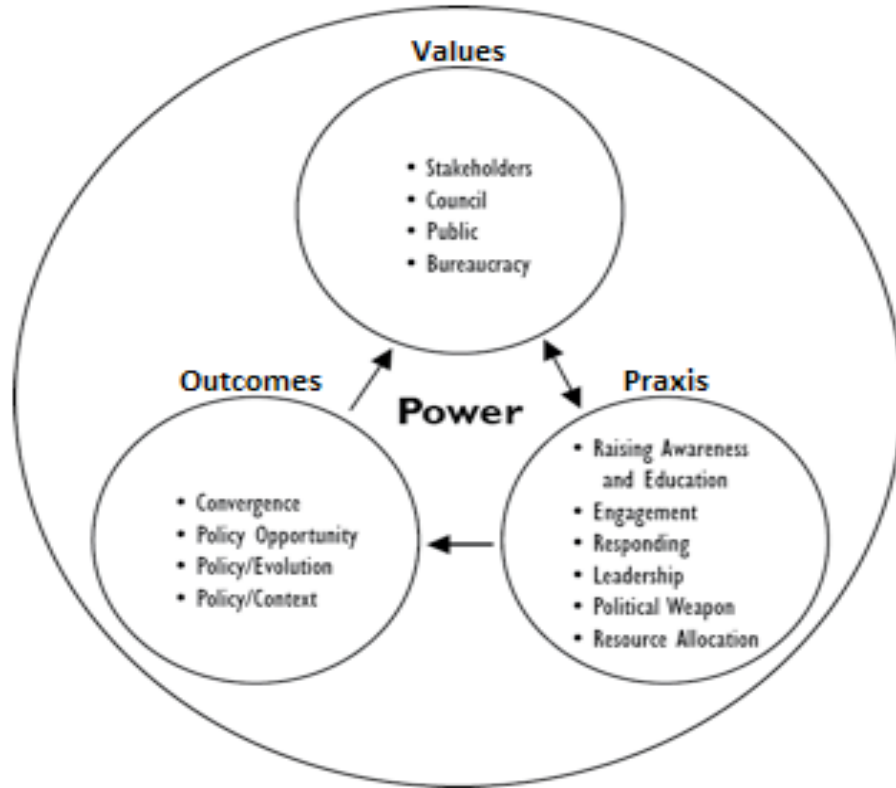 Values
• Stakeholders
• Council
• Public
• Bureaucracy
Outcomes
Praxis
Power
• Convergence
• Policy Opportunity
• Policy/Evolution
• Policy/Context
• Raising Awareness
and Education
• Engagement
• Responding
• Leadership
• Political Weapon
• Resource Allocation